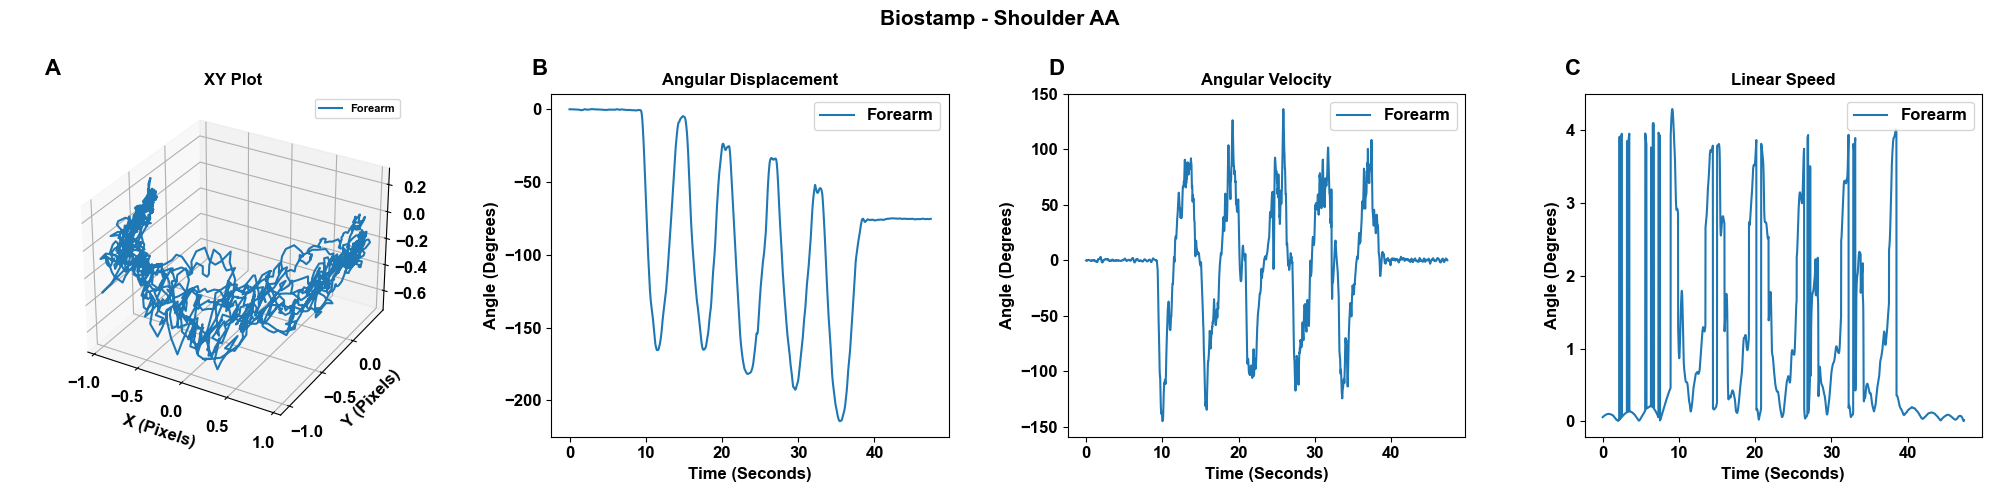 Biostamp - Shoulder AA
A
XY Plot
Forearm
0.2
0.0
−0.2
−0.4
−0.6
−1.0
−0.5
0.0
0.5
1.0
X (Pixels)
−1.0
−0.5
0.0
Y (Pixels)
B
Angular Displacement
Forearm
0
−50
−100
−150
−200
Angle (Degrees)
0 10 20 30 40
Time (Seconds)
D
Angular Velocity
Forearm
150
100
50
0
−50
−100
−150
Angle (Degrees)
0 10 20 30 40
Time (Seconds)
C
Linear Speed
Forearm
4
3
2
1
0
Angle (Degrees)
0 10 20 30 40
Time (Seconds)